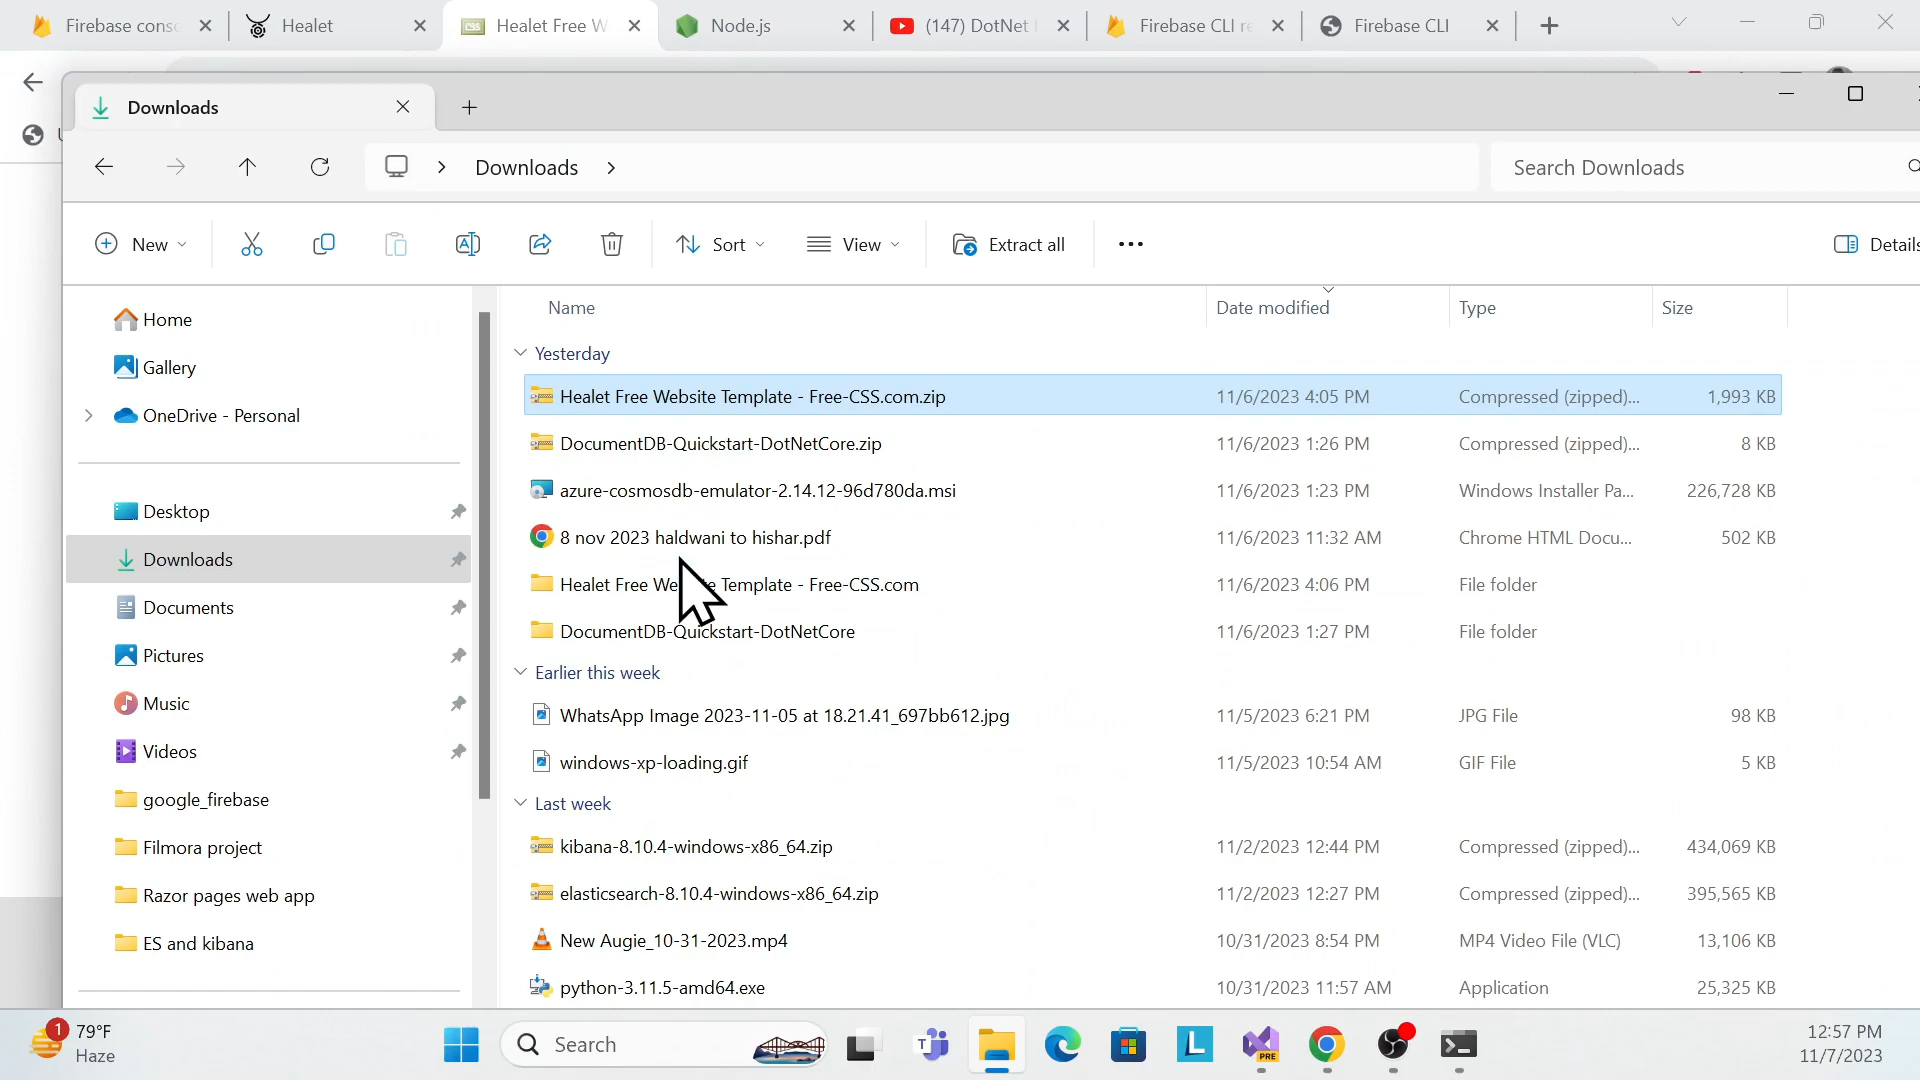 Firebase cons
Healet
Healet Free W
Node.js
(147) DotNet
Firebase CLI re
Firebase CLI
Downloads
Downloads
Search Downloads
New
Sort
View
Extract all
Details
Home
Gallery
OneDrive - Personal
Desktop
Downloads
Documents
Pictures
Music
Videos
google_firebase
Filmora project
Razor pages web app
ES and kibana
Name Date modified Type Size
Yesterday
Healet Free Website Template - Free-CSS.com.zip 11/6/2023 4:05 PM Compressed (zipped)... 1,993 KB
DocumentDB-Quickstart-DotNetCore.zip 11/6/2023 1:26 PM Compressed (zipped)... 8 KB
azure-cosmosdb-emulator-2.14.12-96d780da.msi 11/6/2023 1:23 PM Windows Installer Pa... 226,728 KB
8 nov 2023 haldwani to hishar.pdf 11/6/2023 11:32 AM Chrome HTML Docu... 502 KB
Healet Free We te Template - Free-CSS.com 11/6/2023 4:06 PM File folder
DocumentDB-Quickstart-DotNetCore 11/6/2023 1:27 PM File folder
Earlier this week
WhatsApp Image 2023-11-05 at 18.21.41_697bb612.jpg 11/5/2023 6:21 PM JPG File 98 KB
windows-xp-loading.gif 11/5/2023 10:54 AM GIF File 5 KB
Last week
kibana-8.10.4-windows-x86_64.zip 11/2/2023 12:44 PM Compressed (zipped)... 434,069 KB
elasticsearch-8.10.4-windows-x86_64.zip 11/2/2023 12:27 PM Compressed (zipped)... 395,565 KB
New Augie_10-31-2023.mp4 10/31/2023 8:54 PM MP4 Video File (VLC) 13,106 KB
python-3.11.5-amd64.exe 10/31/2023 11:57 AM Application 25,325 KB
1
79°F
Haze
Search
T
L
PRE
12:57 PM
11/7/2023